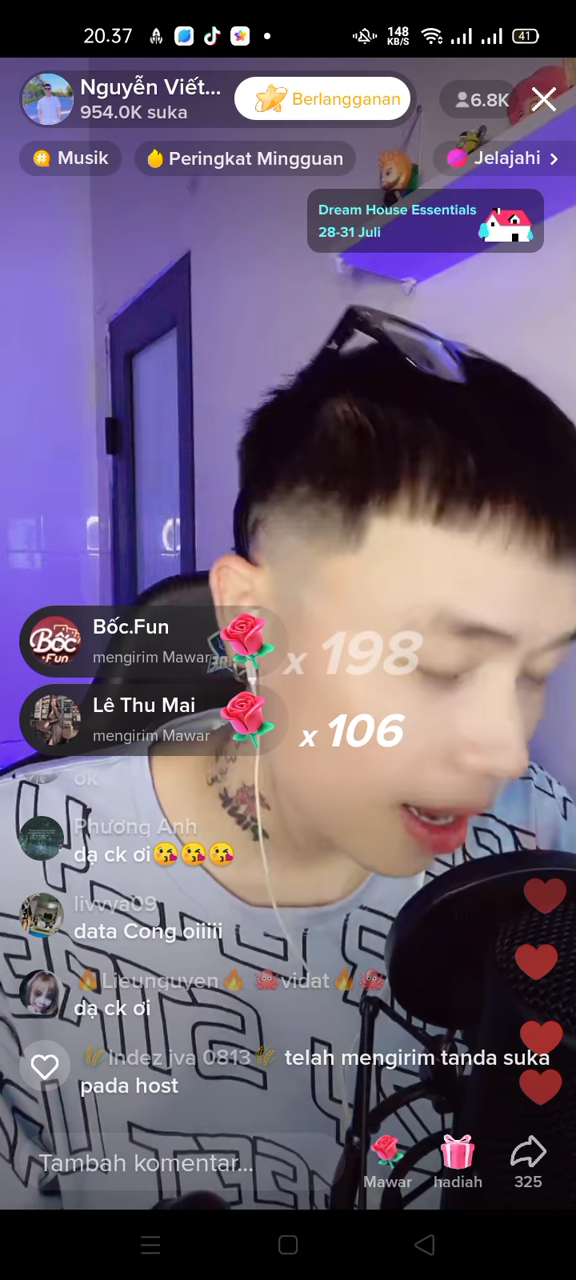 20.37
148
KB/S
41
Nguyễn Viết...
954.0K suka
Berlangganan
6.8K
Musik
Peringkat Mingguan
Jelajahi >
Dream House Essentials
28-31 Juli
Bốc.Fun
mengirim Mawar
x 198
Bốc
.Fun
Lê Thu Mai
mengirim Mawar
x 106
ok
Phương Anh
dạ ck ơi😘😘😘
livvya09
data Cong oiiiii
🔥Lieunguyen🔥 🐙vidat🔥🐙
dạ ck ơi
🌾Indez jva 0813🌾 telah mengirim tanda suka
pada host
Tambah komentar...
Mawar
hadiah
325